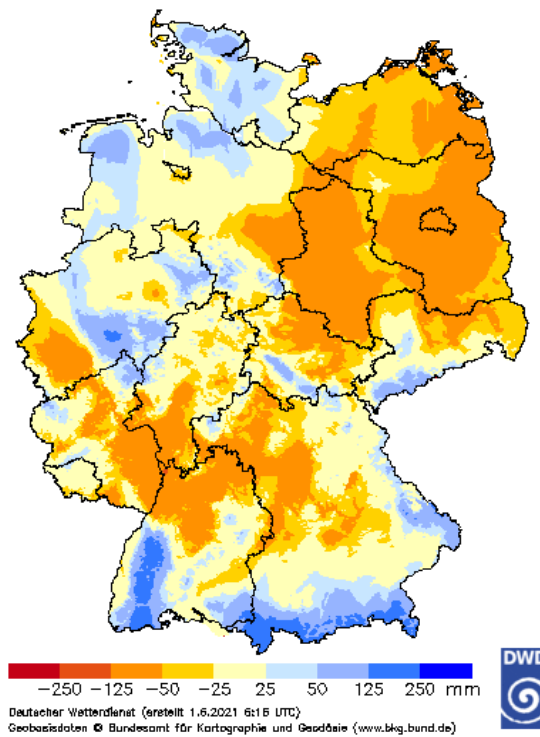 −250 −125 −50 −25 25 50 125 250 mm
DWD
Deutscher Wetterdienst (erstellt 1.6.2021 6:15 UTC)
Geobasisdaten © Bundesamt für Kartographie und Geodäsie (www.bkg.bund.de)